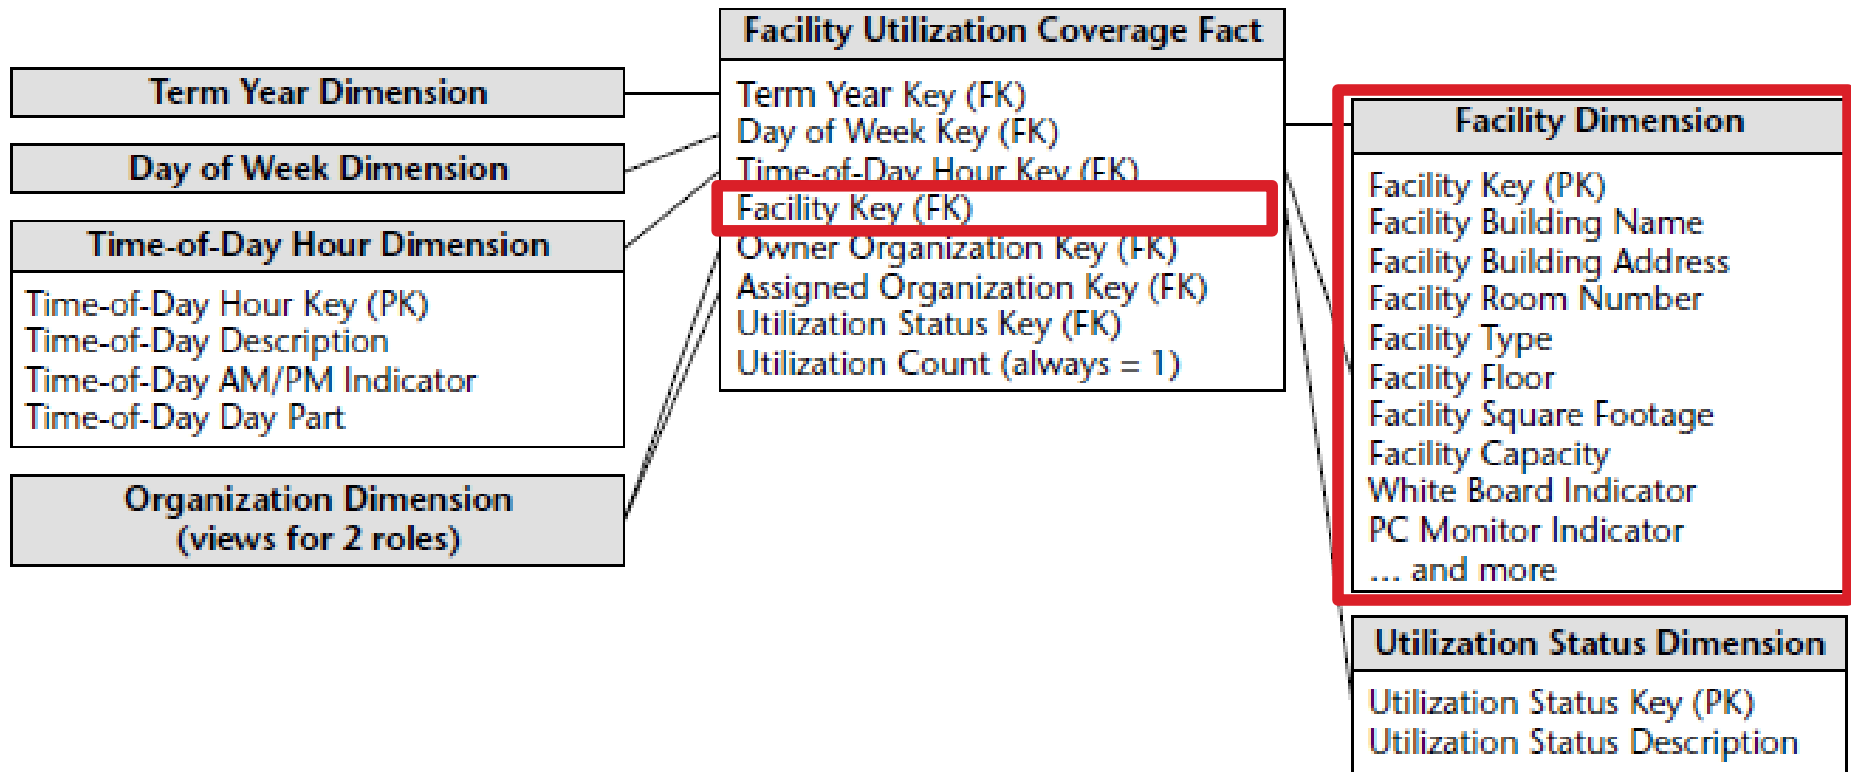 Term Year Dimension
Day of Week Dimension
Time-of-Day Hour Dimension
Time-of-Day Hour Key (PK)
Time-of-Day Description
Time-of-Day AM/PM Indicator
Time-of-Day Day Part
Organization Dimension
(views for 2 roles)
Facility Utilization Coverage Fact
Term Year Key (FK)
Day of Week Key (FK)
Time-of-Day Hour Key (FK)
Facility Key (FK)
Owner Organization Key (FK)
Assigned Organization Key (FK)
Utilization Status Key (FK)
Utilization Count (always = 1)
Facility Dimension
Facility Key (PK)
Facility Building Name
Facility Building Address
Facility Room Number
Facility Type
Facility Floor
Facility Square Footage
Facility Capacity
White Board Indicator
PC Monitor Indicator
... and more
Utilization Status Dimension
Utilization Status Key (PK)
Utilization Status Description